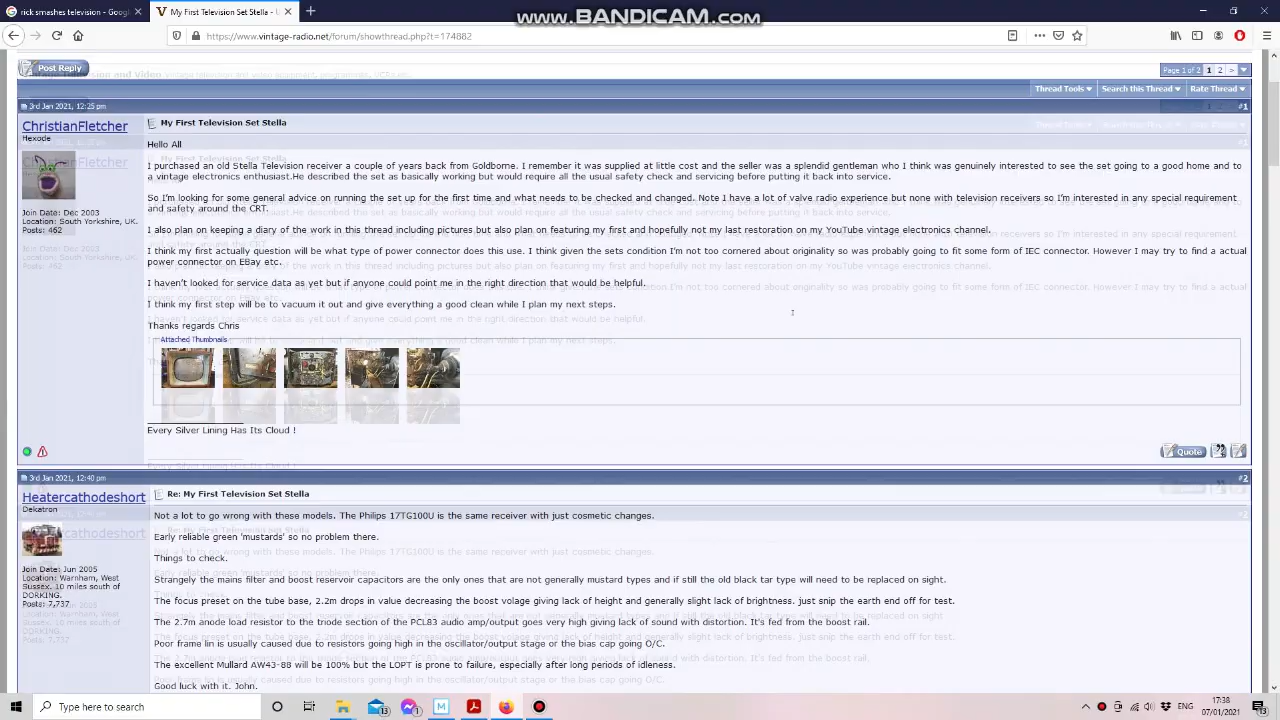 rick smashes television - Googl
My First Television Set Stella -
www.BANDICAM.com
https://www.vintage-radio.net/forum/showthread.php?t=174882
Post Reply
Page 1 of 2 1 2 >
Thread Tools Search this Thread Rate Thread
3rd Jan 2021, 12:25 pm #1
ChristianFletcher
Hexode
Join Date: Dec 2003
Location: South Yorkshire, UK.
Posts: 462
My First Television Set Stella
Hello All
I purchased an old Stella Television receiver a couple of years back from Goldborne. I remember it was supplied at little cost and the seller was a splendid gentleman who I think was genuinely interested to see the set going to a good home and to
a vintage electronics enthusiast.He described the set as basically working but would require all the usual safety check and servicing before putting it back into service.
So I'm looking for some general advice on running the set up for the first time and what needs to be checked and changed. Note I have a lot of valve radio experience but none with television receivers so I'm interested in any special requirement
and safety around the CRT.
I also plan on keeping a diary of the work in this thread including pictures but also plan on featuring my first and hopefully not my last restoration on my YouTube vintage electronics channel.
I think my first actually question will be what type of power connector does this use. I think given the sets condition I'm not too cornered about originality so was probably going to fit some form of IEC connector. However I may try to find a actual
power connector on EBay etc.
I haven't looked for service data as yet but if anyone could point me in the right direction that would be helpful.
I think my first step will be to vacuum it out and give everything a good clean while I plan my next steps.
Thanks regards Chris
Attached Thumbnails
Every Silver Lining Has Its Cloud !
Quote
3rd Jan 2021, 12:40 pm #2
Heatercathodeshort
Dekatron
Join Date: Jun 2005
Location: Warnham, West
Sussex. 10 miles south of
DORKING.
Posts: 7,737
Re: My First Television Set Stella
Not a lot to go wrong with these models. The Philips 17TG100U is the same receiver with just cosmetic changes.
Early reliable green 'mustards' so no problem there.
Things to check.
Strangely the mains filter and boost reservoir capacitors are the only ones that are not generally mustard types and if still the old black tar type will need to be replaced on sight.
The focus preset on the tube base, 2.2m drops in value decreasing the boost volage giving lack of height and generally slight lack of brightness. just snip the earth end off for test.
The 2.7m anode load resistor to the triode section of the PCL83 audio amp/output goes very high giving lack of sound with distortion. It's fed from the boost rail.
Poor frame lin is usually caused due to resistors going high in the oscillator/output stage or the bias cap going O/C.
The excellent Mullard AW43-88 will be 100% but the LOPT is prone to failure, especially after long periods of idleness.
Good luck with it. John.
Type here to search
ENG
17:38
07/01/2021